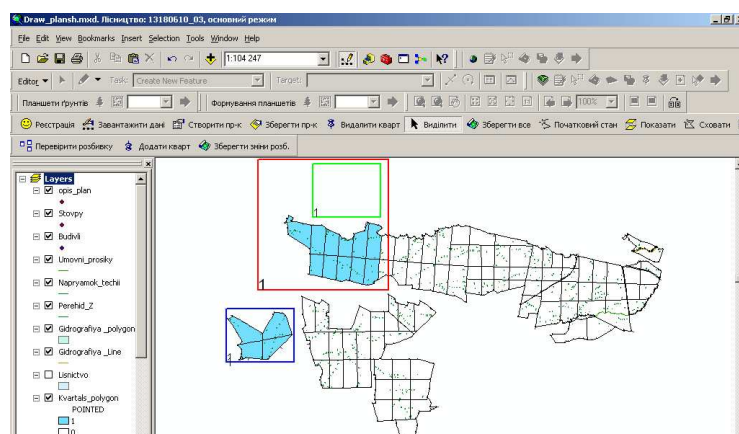 Draw_plansh.mxd. Лісництво: 13180610_03, основний режим
File Edit View Bookmarks Insert Selection Tools Window Help
1:104 247
Editor Task: Create New Feature Target:
Планшети ґрунтів Формування планшетів 100%
Реєстрація Завантажити дані Створити пр-к Зберегти пр-к Видалити кварт Виділити Зберегти все Початковий стан Показати Сховати
Перевірити розбивку Додати кварт Зберегти зміни розб.
Layers
opis_plan
Stovpy
Budivli
Umovni_prosiky
Napryamok_techii
Perehid_Z
Gidrografiya _polygon
Gidrografiya _Line
Lisnictvo
Kvartals_polygon
POINTED
1
0
1
1
1